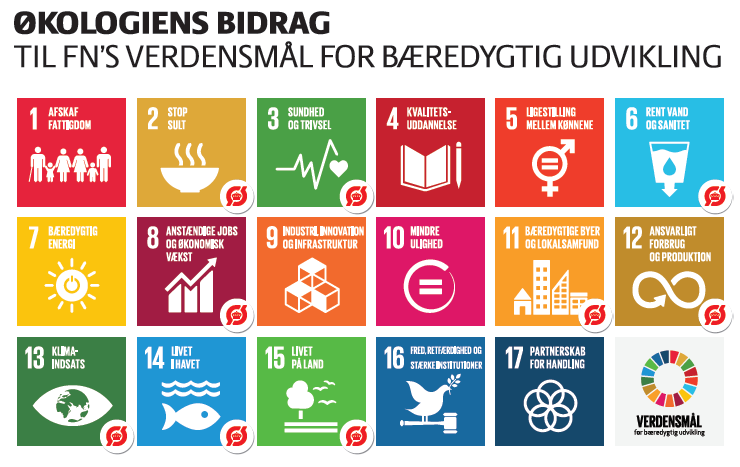 ØKOLOGIENS BIDRAG
TIL FN'S VERDENSMÅL FOR BÆREDYGTIG UDVIKLING
1 AFSKAF
FATTIGDOM
2 STOP
SULT
3 SUNDHED
OG TRIVSEL
4 KVALITETS-
UDDANNELSE
5 LIGESTILLING
MELLEM KØNNENE
6 RENT VAND
OG SANITET
7 BÆREDYGTIG
ENERGI
8 ANSTÆNDIGE JOBS
OG ØKONOMISK
VÆKST
9 INDUSTRI, INNOVATION
OG INFRASTRUKTUR
10 MINDRE
ULIGHED
11 BÆREDYGTIGE BYER
OG LOKALSAMFUND
12 ANSVARLIGT
FORBRUG
OG PRODUKTION
13 KLIMA-
INDSATS
14 LIVET
I HAVET
15 LIVET
PÅ LAND
16 FRED, RETFÆRDIGHED OG
STÆRKE INSTITUTIONER
17 PARTNERSKAB
FOR HANDLING
VERDENSMÅL
for bæredygtig udvikling
Ø
Ø
Ø
Ø
Ø
Ø
Ø
Ø
Ø